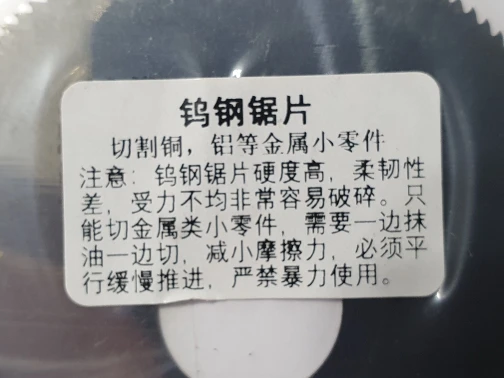 钨钢锯片
切割铜，铝等金属小零件
注意：钨钢锯片硬度高，柔韧性
差，受力不均非常容易破碎。只
能切金属类小零件，需要一边抹
油一边切，减小摩擦力，必须平
行缓慢推进，严禁暴力使用。